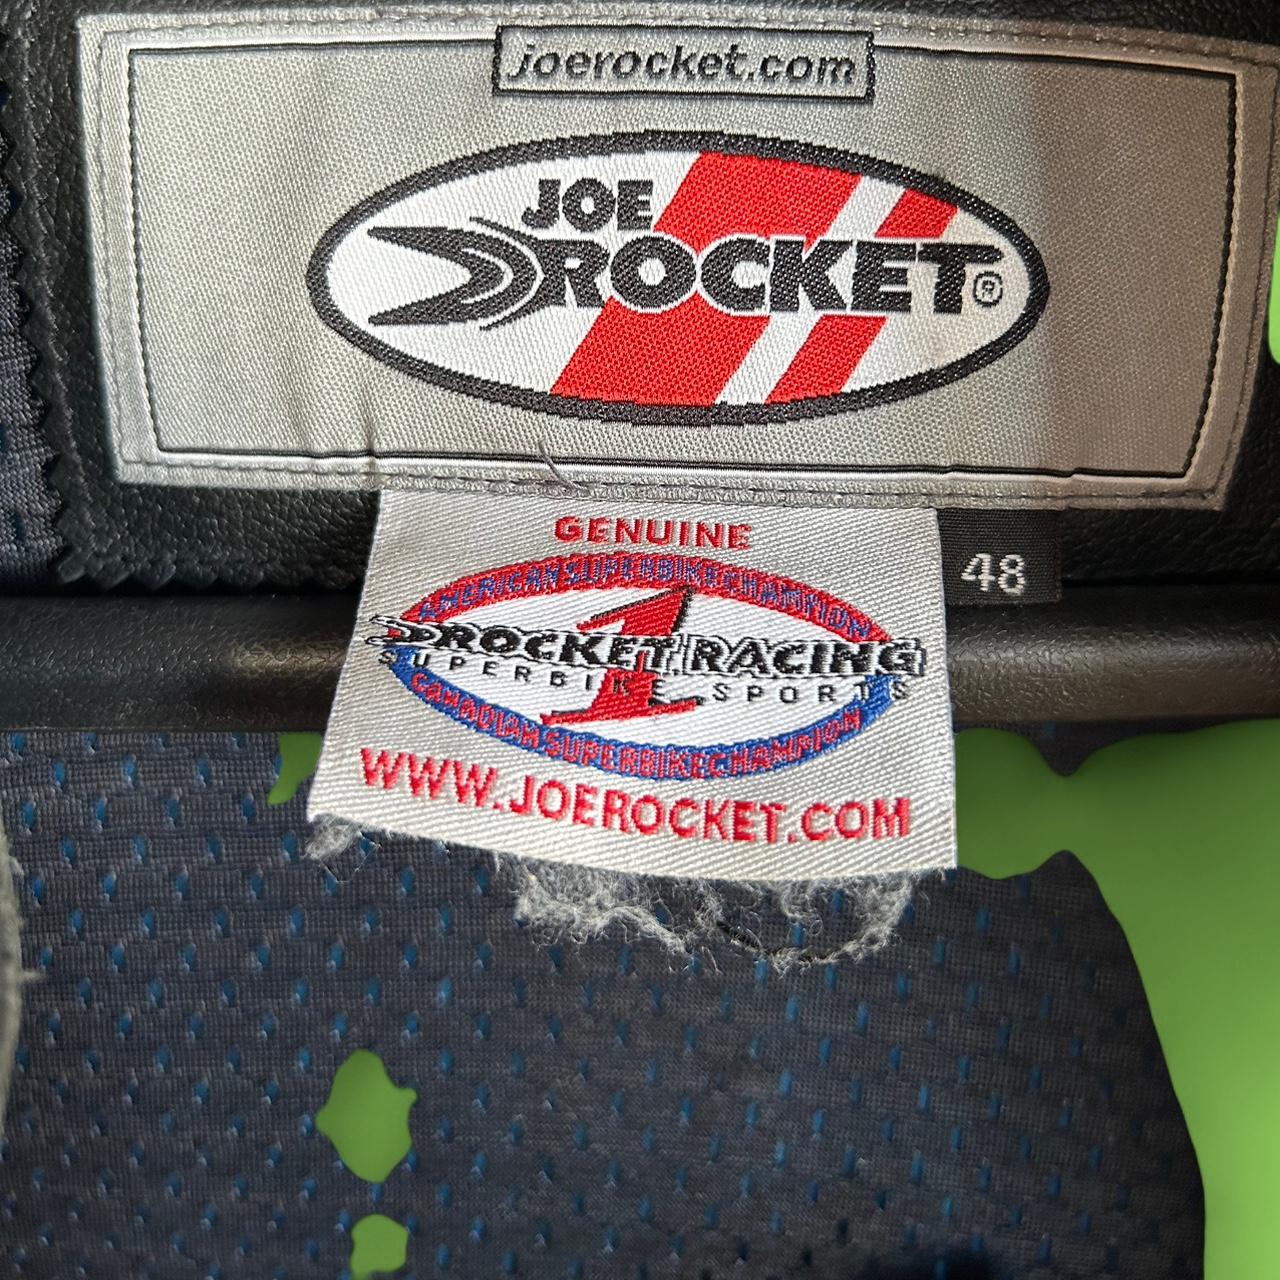 joerocket.com
JOE
ROCKET®
GENUINE
48
AMERICAN SUPERBIKE CHAMPION
1
ROCKET RACING
SUPERBIKE SPORTS
CANADIAN SUPERBIKE CHAMPION
WWW.JOEROCKET.COM